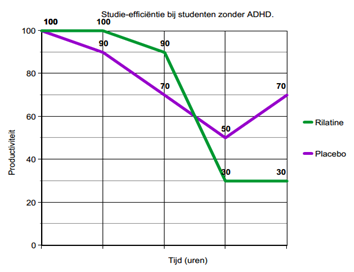 Studie-efficiëntie bij studenten zonder ADHD.
100 100
100
90 90
80
70 70
60
50
40
30 30
20
0
Productiviteit
Tijd (uren)
Rilatine
Placebo